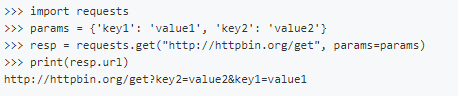 >>> import requests
>>> params = {'key1': 'value1', 'key2': 'value2'}
>>> resp = requests.get("http://httpbin.org/get", params=params)
>>> print(resp.url)
http://httpbin.org/get?key2=value2&key1=value1